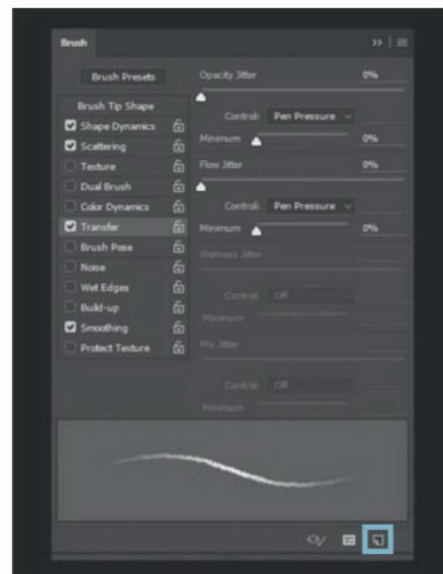 Brush
Brush Presets
Brush Tip Shape
Shape Dynamics
Scattering
Texture
Dual Brush
Color Dynamics
Transfer
Brush Pose
Noise
Wet Edges
Build-up
Smoothing
Protect Texture
Opacity Jitter 0%
Control: Pen Pressure
Minimum 0%
Flow Jitter 0%
Control: Pen Pressure
Minimum 0%
Wetness Jitter
Control: Off
Minimum
Mix Jitter
Control: Off
Minimum